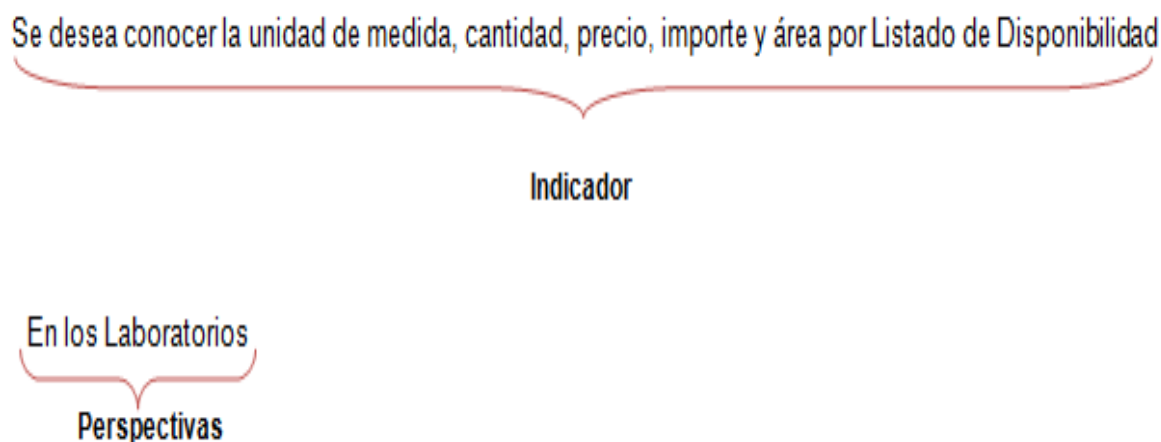 Se desea conocer la unidad de medida, cantidad, precio, importe y área por Listado de Disponibilidad
Indicador
En los Laboratorios
Perspectivas